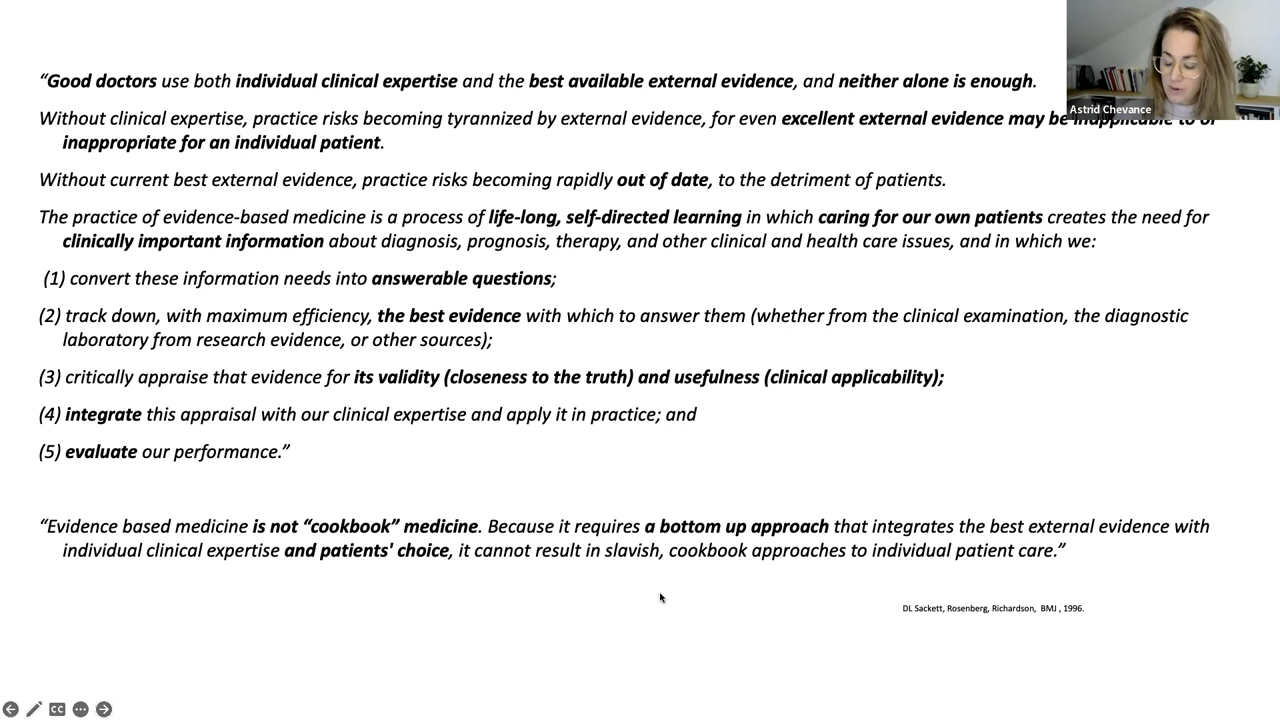 Astrid Chevance
“Good doctors use both individual clinical expertise and the best available external evidence, and neither alone is enough.
Without clinical expertise, practice risks becoming tyrannized by external evidence, for even excellent external evidence may be inapplicable to or
inappropriate for an individual patient.
Without current best external evidence, practice risks becoming rapidly out of date, to the detriment of patients.
The practice of evidence-based medicine is a process of life-long, self-directed learning in which caring for our own patients creates the need for
clinically important information about diagnosis, prognosis, therapy, and other clinical and health care issues, and in which we:
(1) convert these information needs into answerable questions;
(2) track down, with maximum efficiency, the best evidence with which to answer them (whether from the clinical examination, the diagnostic
laboratory from research evidence, or other sources);
(3) critically appraise that evidence for its validity (closeness to the truth) and usefulness (clinical applicability);
(4) integrate this appraisal with our clinical expertise and apply it in practice; and
(5) evaluate our performance.”
“Evidence based medicine is not “cookbook” medicine. Because it requires a bottom up approach that integrates the best external evidence with
individual clinical expertise and patients' choice, it cannot result in slavish, cookbook approaches to individual patient care.”
DL Sackett, Rosenberg, Richardson, BMJ , 1996.
CC